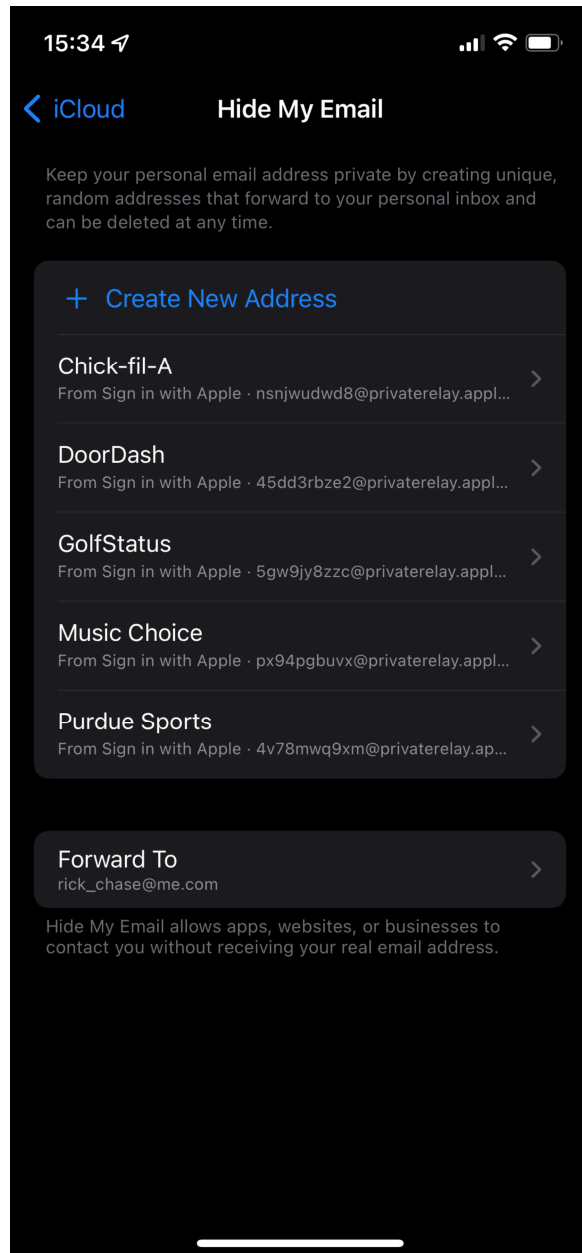 15:34
iCloud
Hide My Email
Keep your personal email address private by creating unique,
random addresses that forward to your personal inbox and
can be deleted at any time.
+ Create New Address
Chick-fil-A
From Sign in with Apple · nsnjwudwd8@privaterelay.appl...
DoorDash
From Sign in with Apple · 45dd3rbze2@privaterelay.appl...
GolfStatus
From Sign in with Apple · 5gw9jy8zzc@privaterelay.appl...
Music Choice
From Sign in with Apple · px94pgbuvx@privaterelay.appl...
Purdue Sports
From Sign in with Apple · 4v78mwq9xm@privaterelay.ap...
Forward To
rick_chase@me.com
Hide My Email allows apps, websites, or businesses to
contact you without receiving your real email address.